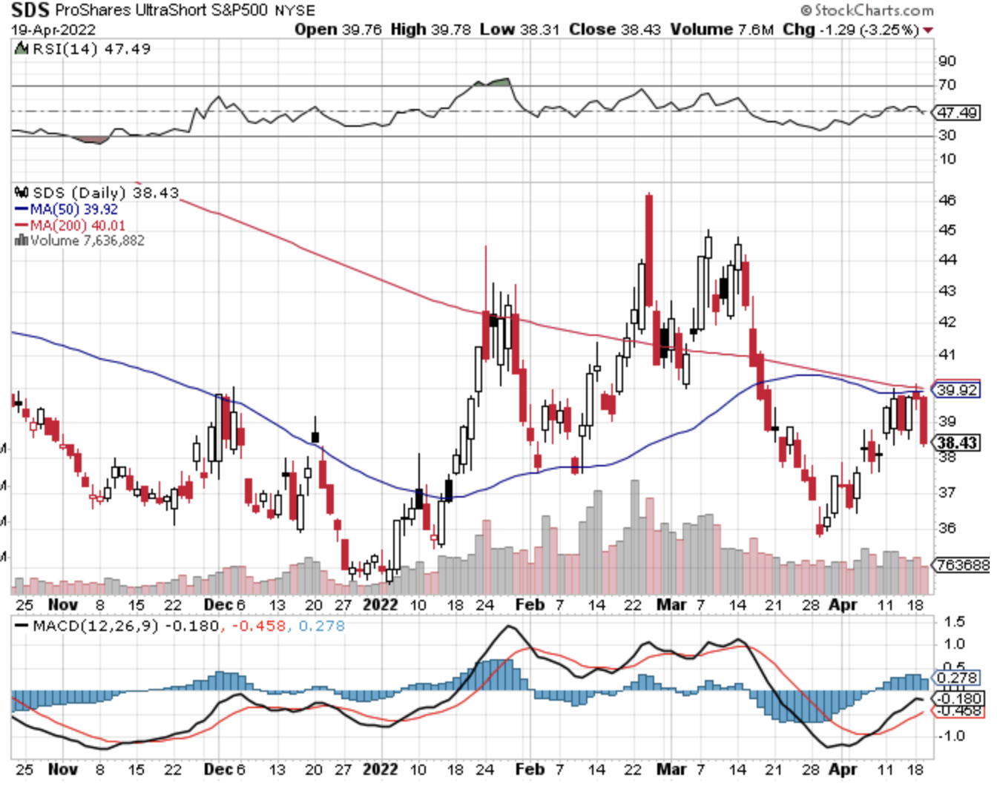 SDS ProShares UltraShort S&P500 NYSE © StockCharts.com
19-Apr-2022 Open 39.76 High 39.78 Low 38.31 Close 38.43 Volume 7.6M Chg -1.29 (-3.25%)
RSI(14) 47.49
90
70
47.49
30
10
SDS (Daily) 38.43
MA(50) 39.92
MA(200) 40.01
Volume 7,636,882
46
45
44
43
42
41
39.92
39
38.43
38
37
36
763688
25 Nov 8 15 22 Dec 6 13 20 27 2022 10 18 24 Feb 7 14 22 Mar 7 14 21 28 Apr 11 18
MACD(12,26,9) -0.180, -0.458, 0.278
1.5
1.0
0.5
0.278
-0.180
-0.458
-1.0
25 Nov 8 15 22 Dec 6 13 20 27 2022 10 18 24 Feb 7 14 22 Mar 7 14 21 28 Apr 11 18